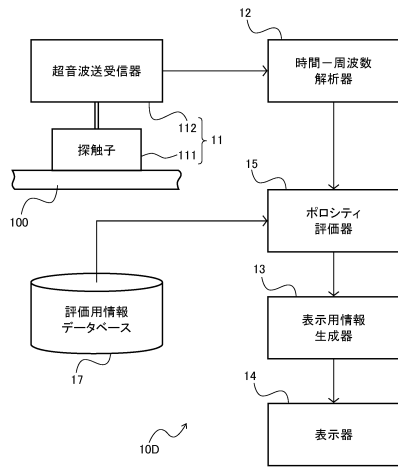 12
超音波送受信器
時間－周波数
解析器
112
11
探触子
111
15
100
ポロシティ
評価器
13
評価用情報
データベース
表示用情報
生成器
17
14
表示器
10D